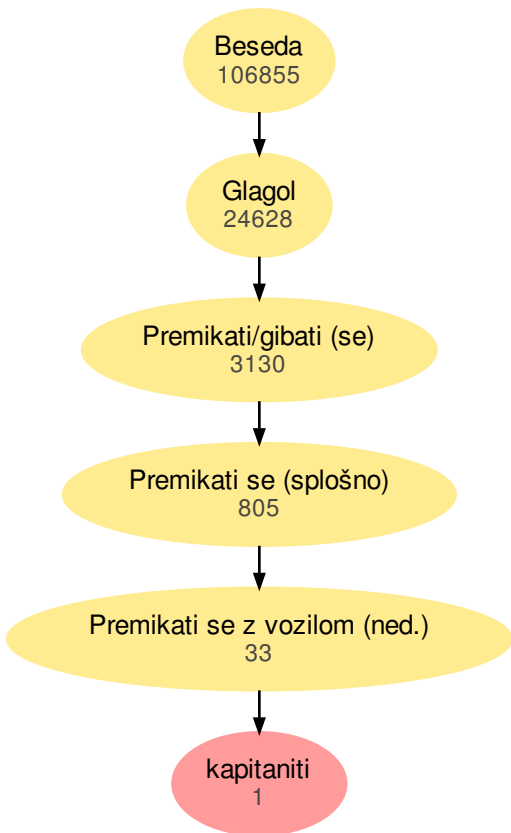 Beseda
106855
Glagol
24628
Premikati/gibati (se)
3130
Premikati se (splošno)
805
Premikati se z vozilom (ned.)
33
kapitaniti
1